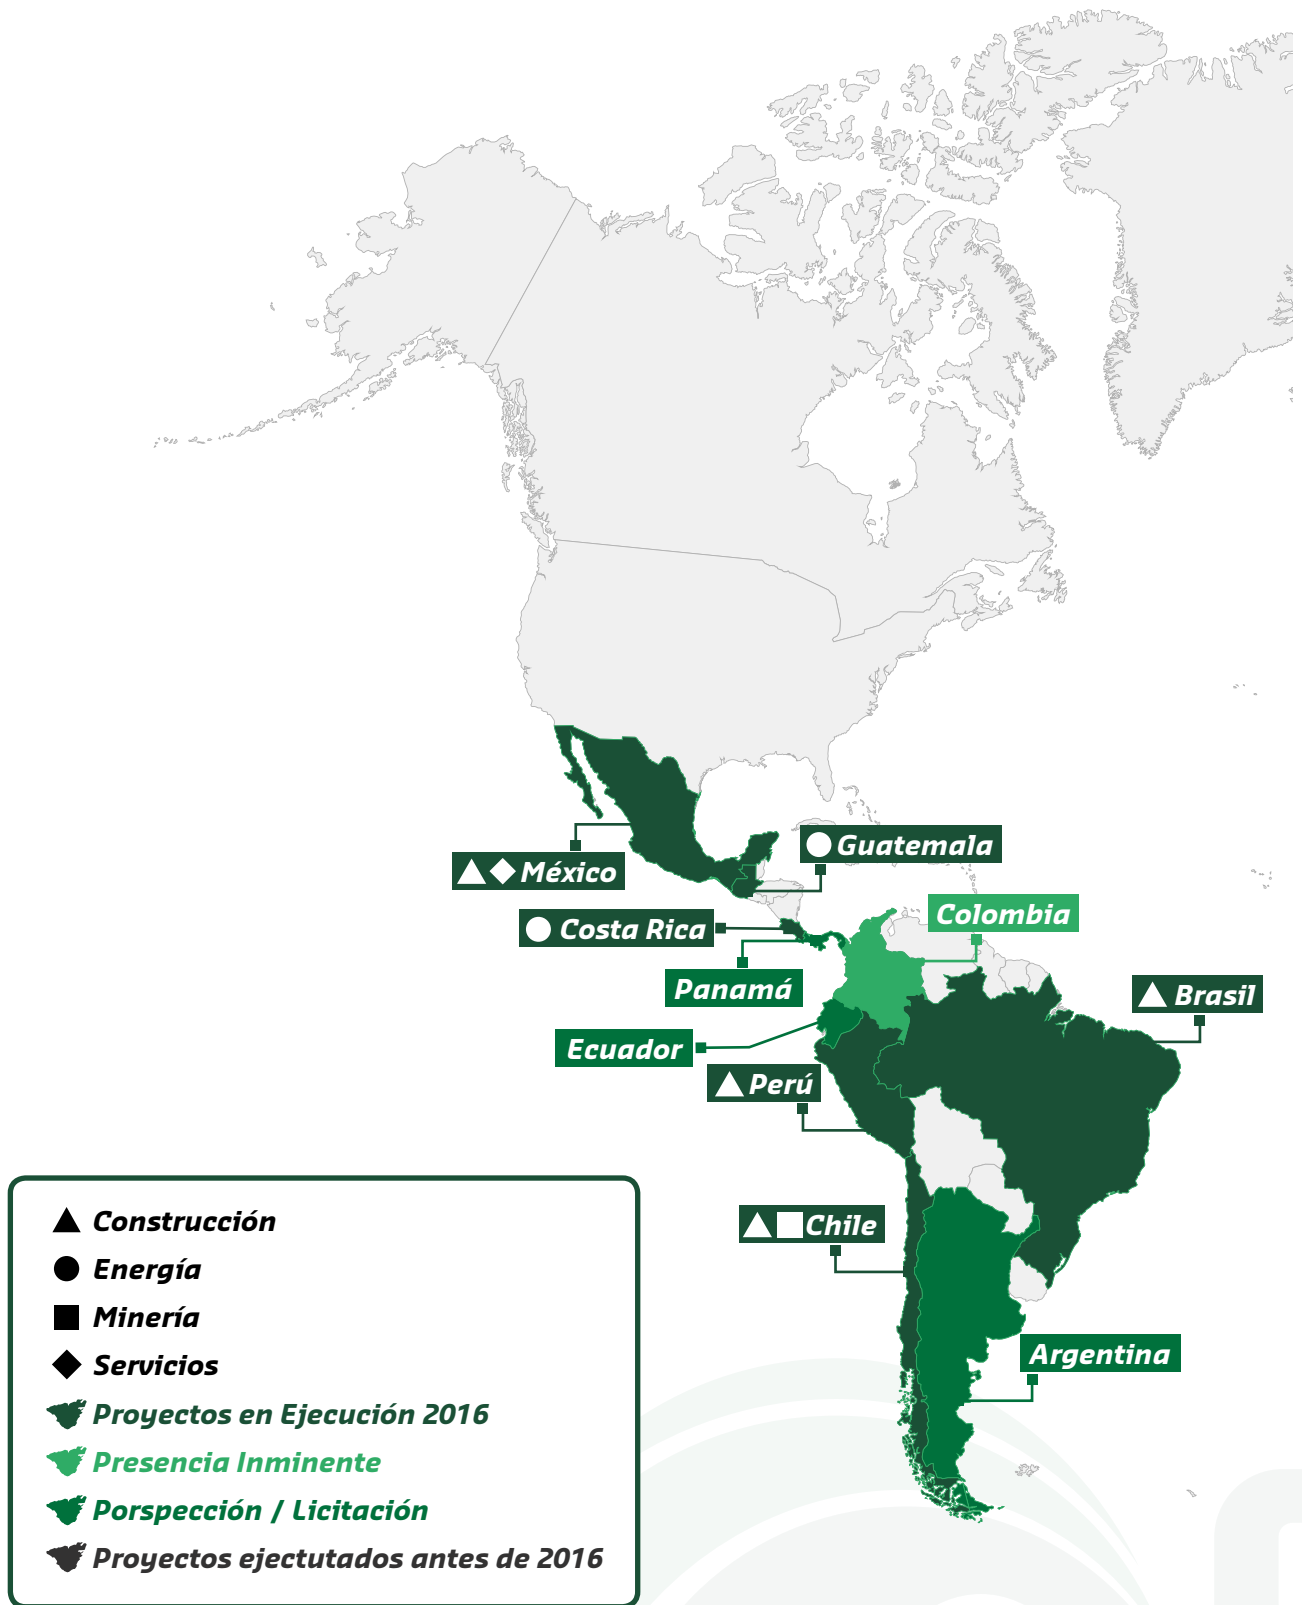 Guatemala
México
Colombia
Costa Rica
Panamá
Brasil
Ecuador
Perú
Chile
Argentina
Construcción
Energía
Minería
Servicios
Proyectos en Ejecución 2016
Presencia Inminente
Porspección / Licitación
Proyectos ejectutados antes de 2016